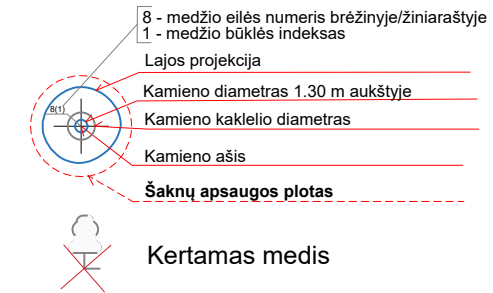 8 - medžio eilės numeris brėžinyje/žiniaraštyje
1 - medžio būklės indeksas
Lajos projekcija
Kamieno diametras 1.30 m aukštyje
8(1)
Kamieno kaklelio diametras
Kamieno ašis
Šaknų apsaugos plotas
Kertamas medis